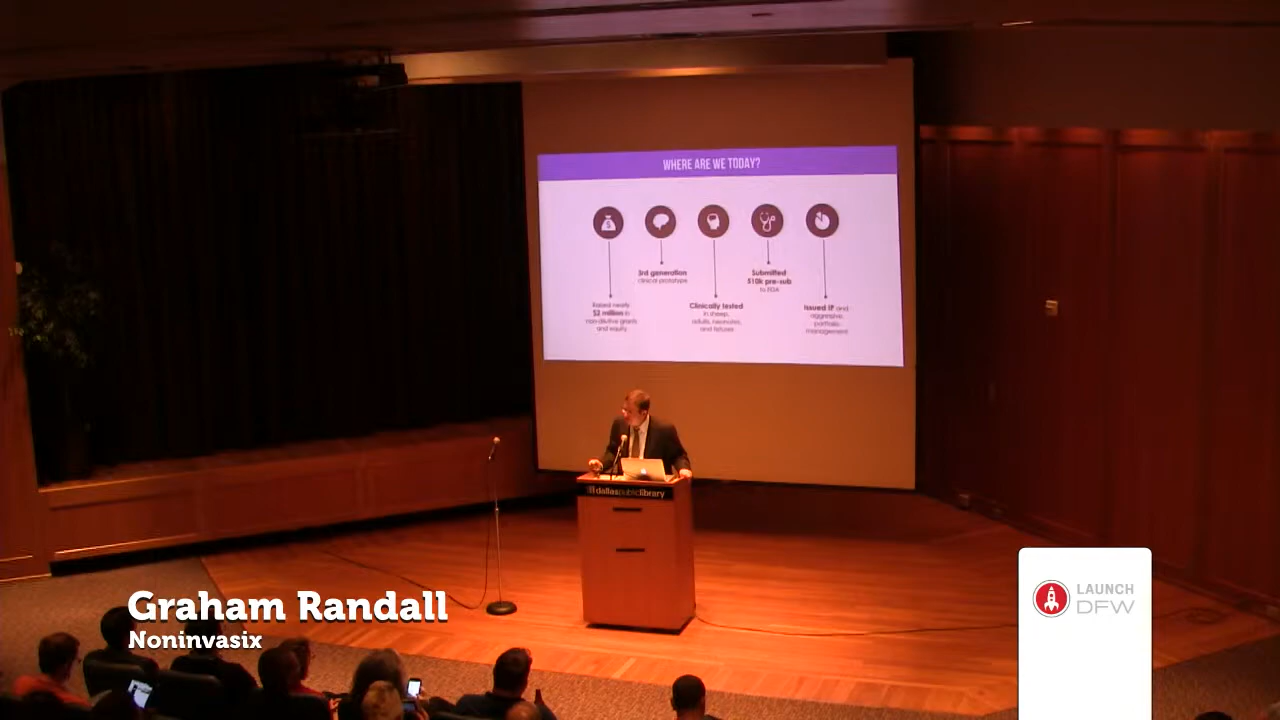 WHERE ARE WE TODAY?
3rd generation
clinical prototype
Submitted
510k pre-sub
to FDA
Raised nearly
$2 million in
non-dilutive grants
and equity
Clinically tested
in sheep,
adults, neonates,
and fetuses
Issued IP and
aggressive
portfolio
management
dallaspubliclibrary
Graham Randall
Noninvasix
LAUNCH
DFW